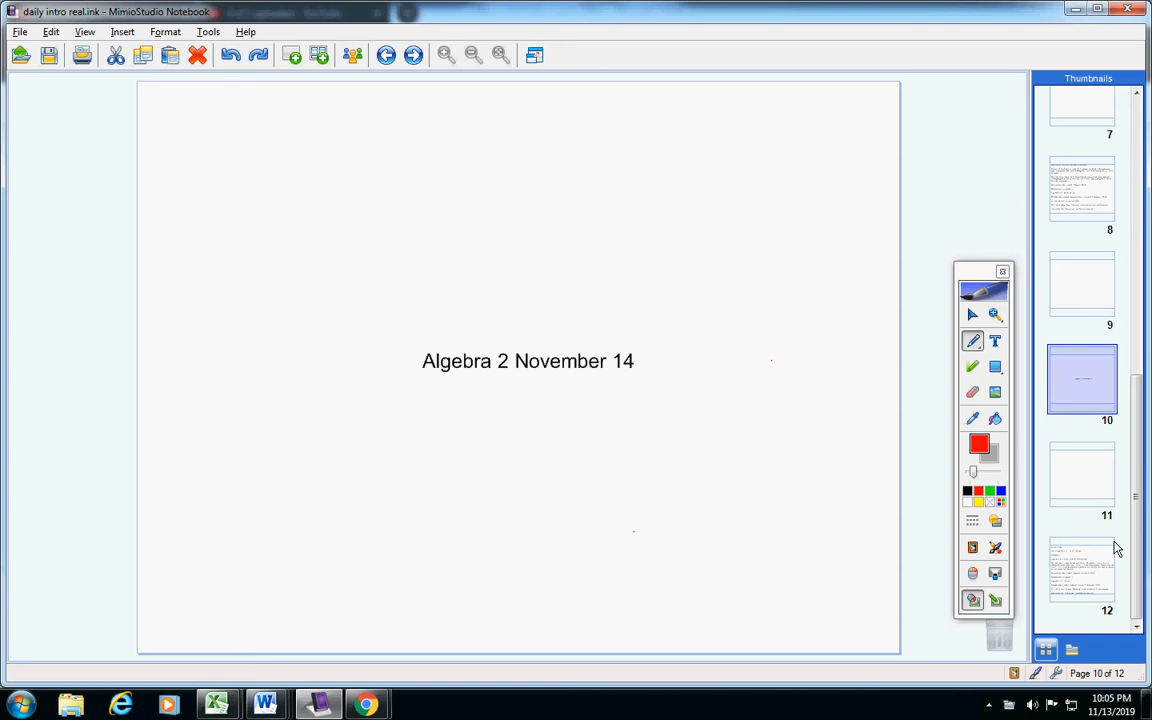 daily intro real.ink - MimioStudio Notebook
File Edit View Insert Format Tools Help
Thumbnails
7
8
9
10
11
12
Algebra 2 November 14
Page 10 of 12
10:05 PM
11/13/2019